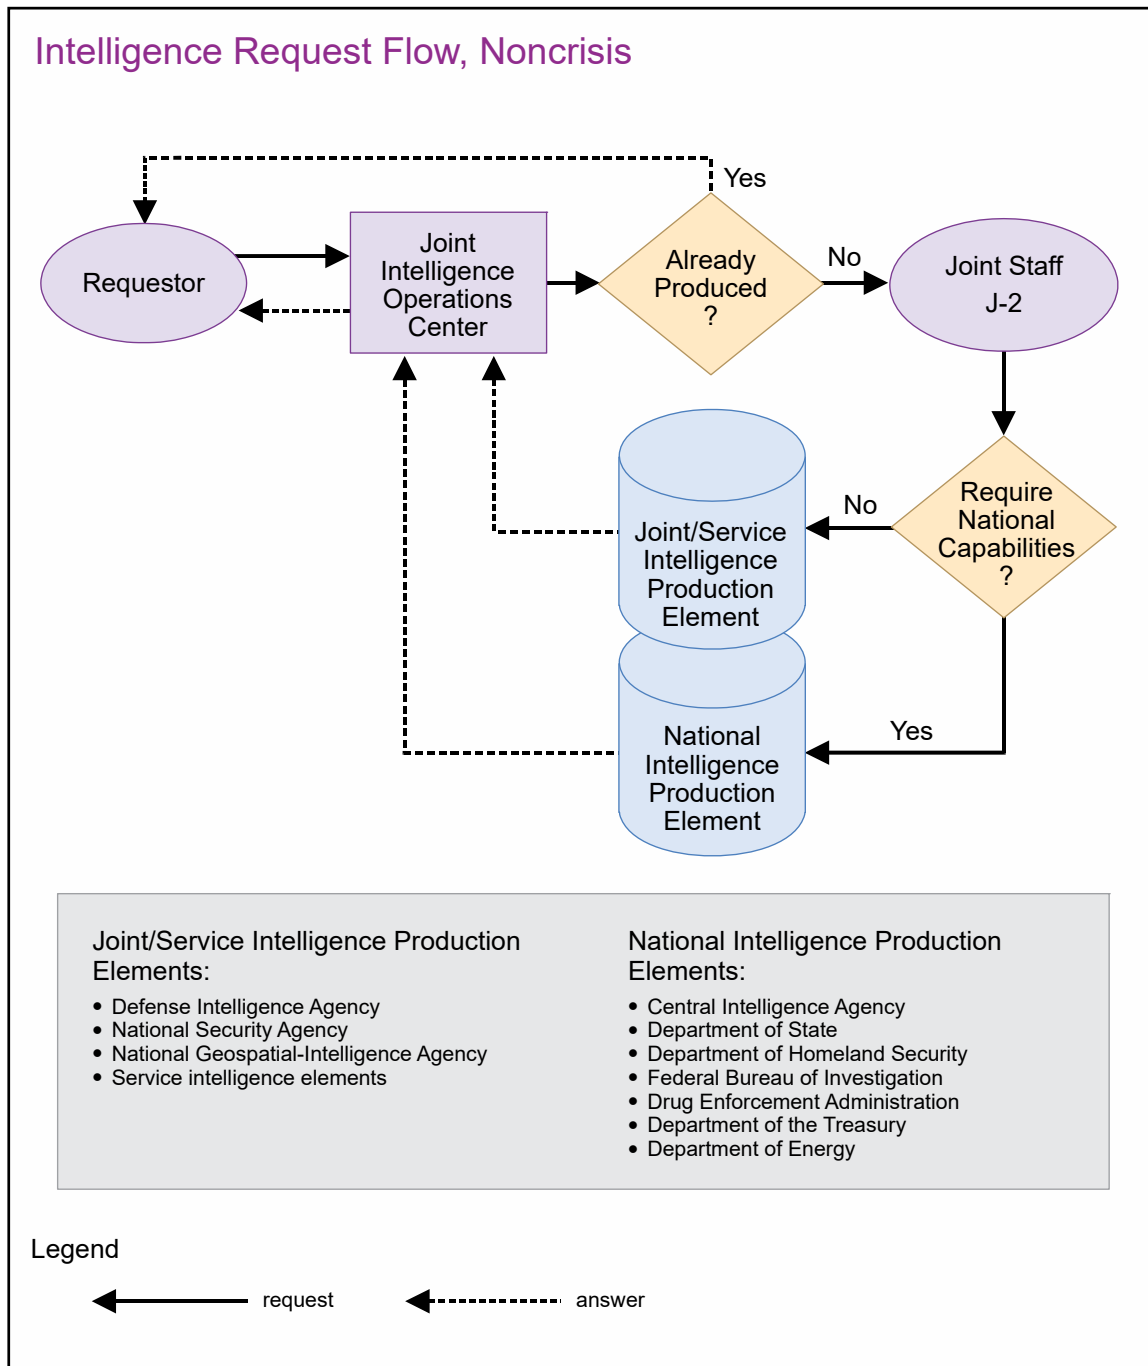 Intelligence Request Flow, Noncrisis
Yes
Requestor
Joint
Intelligence
Operations
Center
Already
Produced
?
No
Joint Staff
J-2
Require
National
Capabilities
?
No
Joint/Service
Intelligence
Production
Element
Yes
National
Intelligence
Production
Element
Joint/Service Intelligence Production
Elements:
• Defense Intelligence Agency
• National Security Agency
• National Geospatial-Intelligence Agency
• Service intelligence elements
National Intelligence Production
Elements:
• Central Intelligence Agency
• Department of State
• Department of Homeland Security
• Federal Bureau of Investigation
• Drug Enforcement Administration
• Department of the Treasury
• Department of Energy
Legend
request
answer